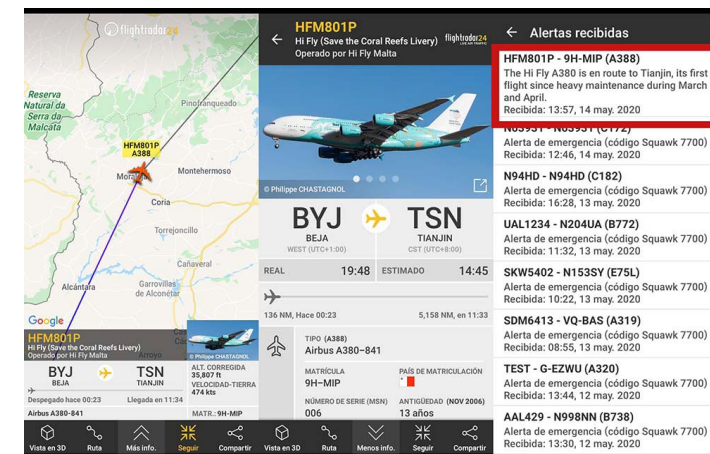 flightradar24
Reserva
Natural da
Serra da
Malcata
Pinofranqueado
HFM801P
A388
Montehermoso
Coria
Torrejoncillo
Cañaveral
Alcántara
Garrovillas
de Alconétar
Arroyo
Google
HFM801P
Hi Fly (Save the Coral Reefs Livery)
Operado por Hi Fly Malta
© Philippe CHASTAGNOL
BYJ
BEJA
TSN
TIANJIN
ALT. CORREGIDA
35,807 ft
VELOCIDAD-TIERRA
474 kts
Despegado hace 00:23
Llegada en 11:34
Airbus A380-841
MATR.: 9H-MIP
Vista en 3D
Ruta
Más info.
Seguir
Compartir
HFM801P
Hi Fly (Save the Coral Reefs Livery)
Operado por Hi Fly Malta
flightradar24
LIVE AIR TRAFFIC
© Philippe CHASTAGNOL
BYJ
BEJA
WEST (UTC+1:00)
TSN
TIANJIN
CST (UTC+8:00)
REAL 19:48
ESTIMADO 14:45
136 NM, Hace 00:23
5,158 NM, en 11:33
TIPO (A388)
Airbus A380-841
MATRÍCULA
9H-MIP
PAÍS DE MATRICULACIÓN
NÚMERO DE SERIE (MSN)
006
ANTIGÜEDAD (NOV 2006)
13 años
Vista en 3D
Ruta
Menos info.
Seguir
Compartir
Alertas recibidas
HFM801P - 9H-MIP (A388)
The Hi Fly A380 is en route to Tianjin, its first
flight since heavy maintenance during March
and April.
Recibida: 13:57, 14 may. 2020
Alerta de emergencia (código Squawk 7700)
Recibida: 12:46, 14 may. 2020
N94HD - N94HD (C182)
Alerta de emergencia (código Squawk 7700)
Recibida: 16:28, 13 may. 2020
UAL1234 - N204UA (B772)
Alerta de emergencia (código Squawk 7700)
Recibida: 11:32, 13 may. 2020
SKW5402 - N153SY (E75L)
Alerta de emergencia (código Squawk 7700)
Recibida: 10:22, 13 may. 2020
SDM6413 - VQ-BAS (A319)
Alerta de emergencia (código Squawk 7700)
Recibida: 08:55, 13 may. 2020
TEST - G-EZWU (A320)
Alerta de emergencia (código Squawk 7700)
Recibida: 13:44, 12 may. 2020
AAL429 - N998NN (B738)
Alerta de emergencia (código Squawk 7700)
Recibida: 13:30, 12 may. 2020